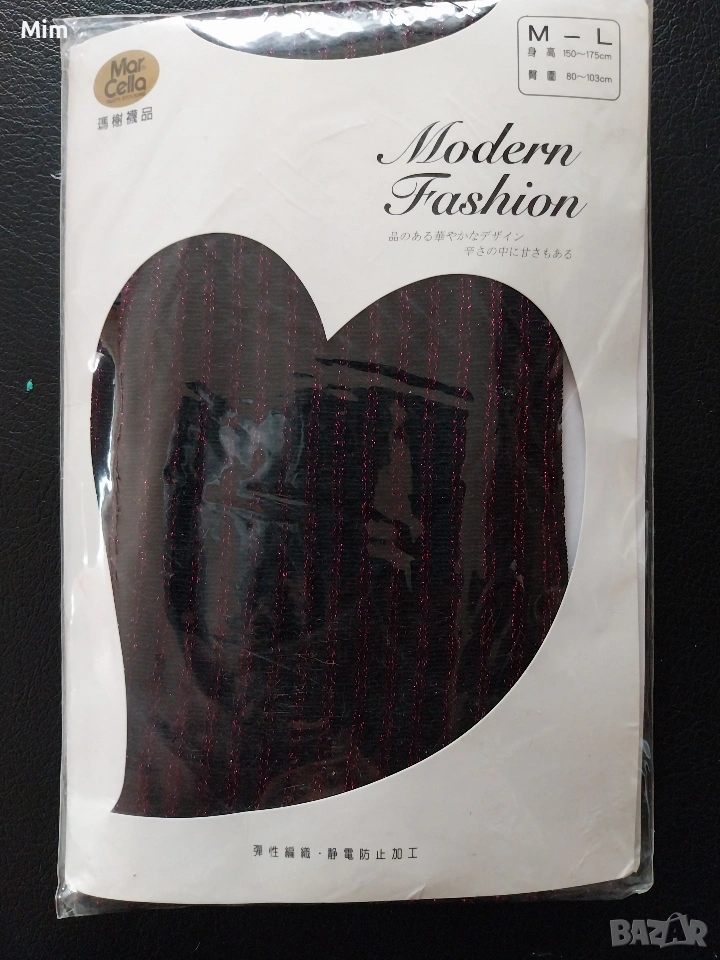 Mim
Mar
Cella
瑪榭襪品
M — L
身高 150～175cm
臀圍 80～103cm
Modern
Fashion
品のある華やかなデザイン
辛さの中に甘さもある
彈性編織・靜電防止加工
BAZAR